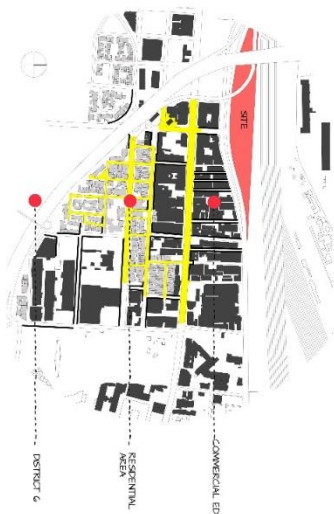 SITE
COMMERCIAL ED
RESIDENTIAL
AREA
DISTRICT 6